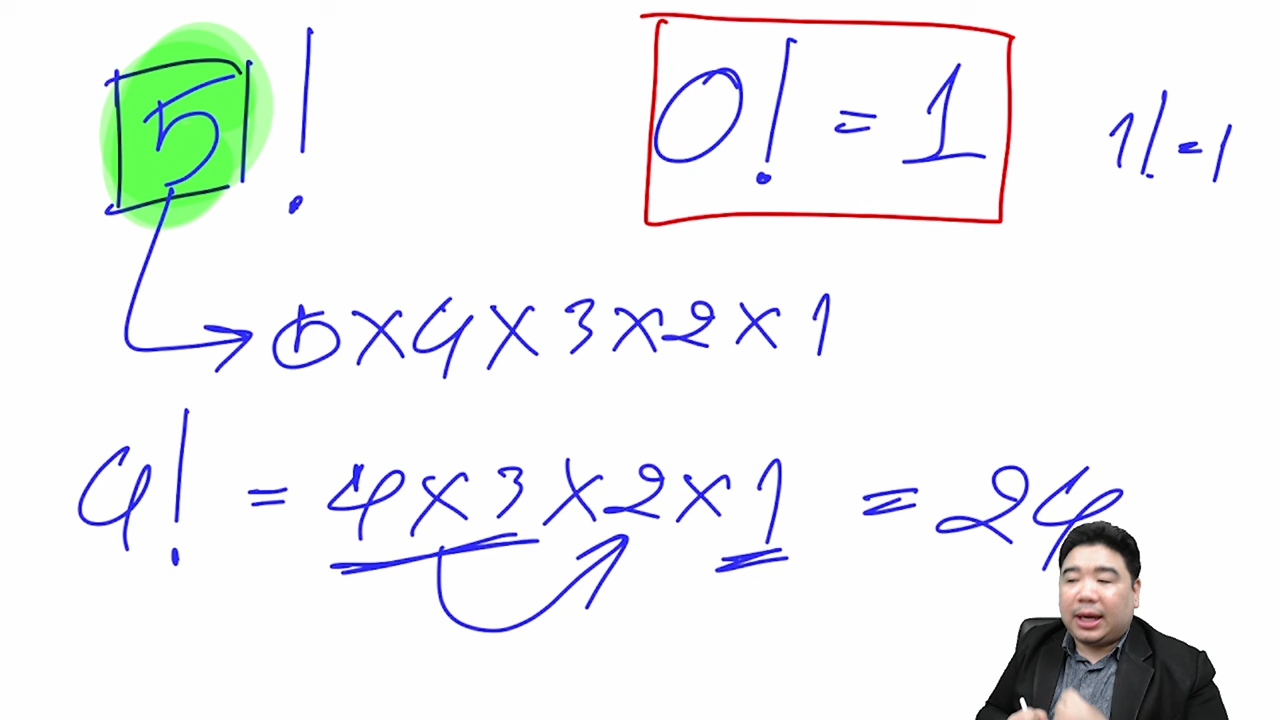 5! 0! = 1 1! = 1
5 × 4 × 3 × 2 × 1
4! = 4 × 3 × 2 × 1 = 24